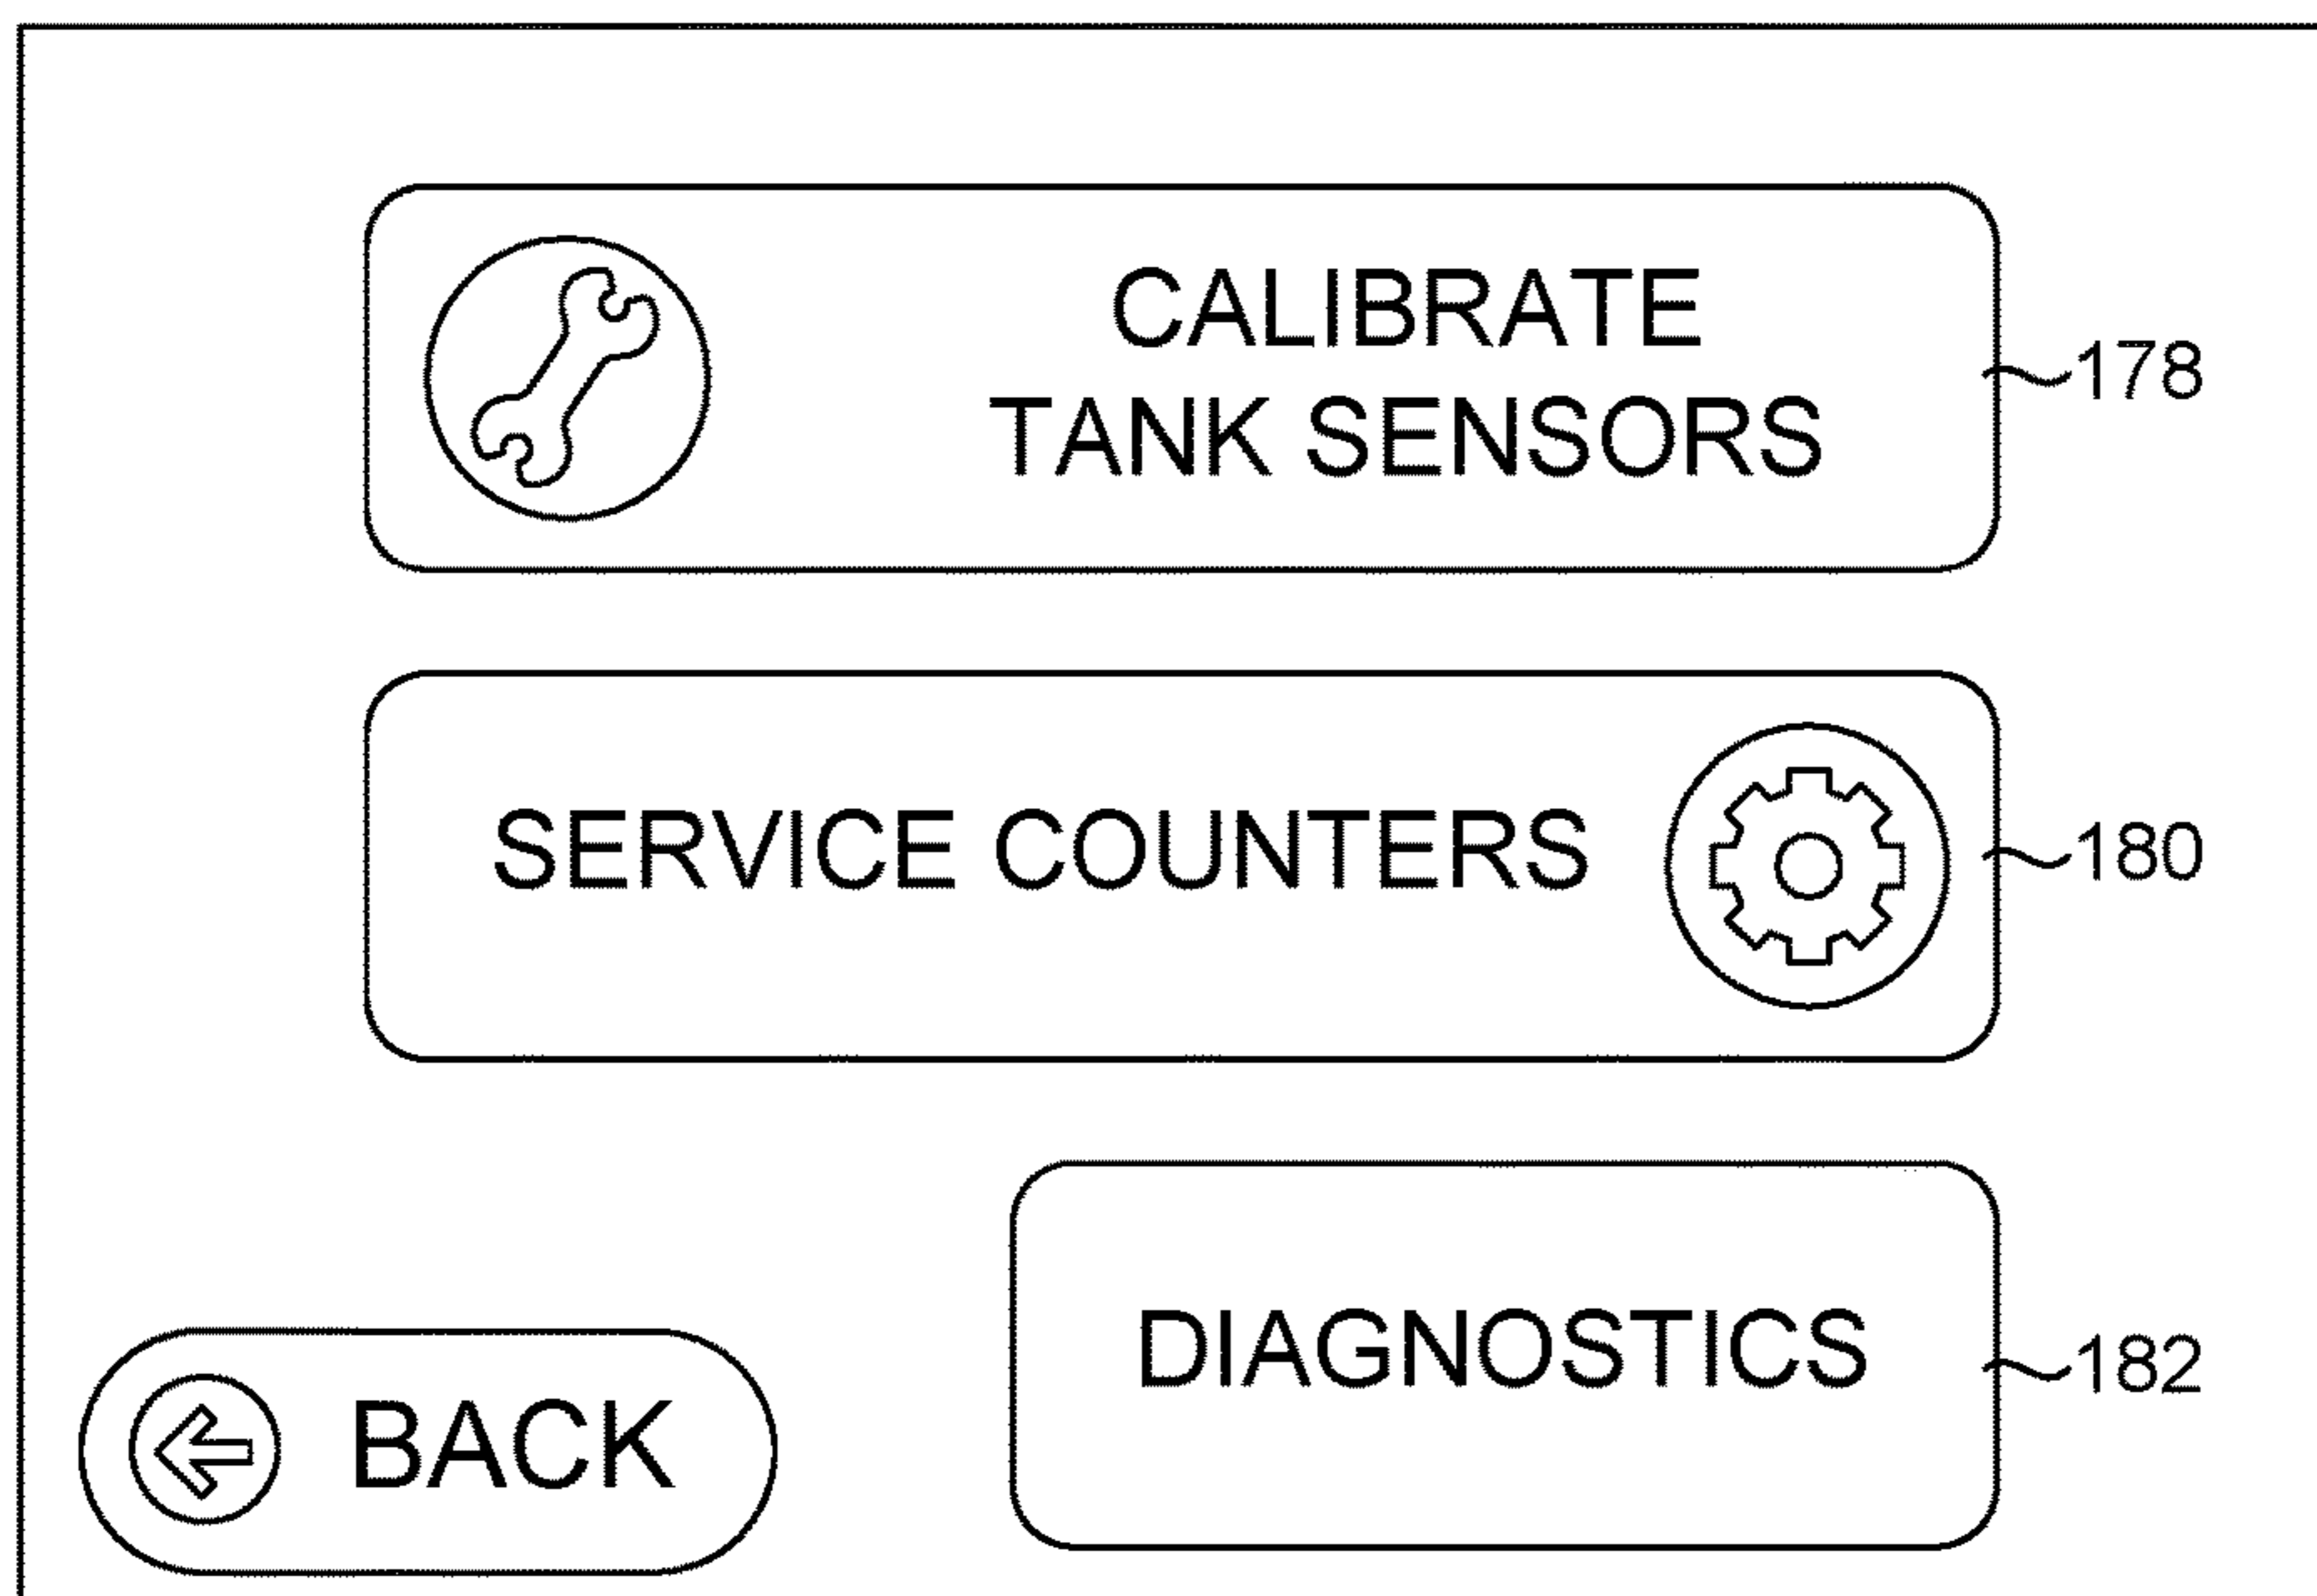 CALIBRATE
TANK SENSORS
178
SERVICE COUNTERS
180
DIAGNOSTICS
182
BACK